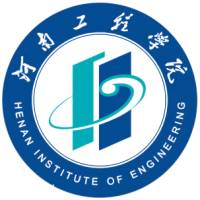 河南工程学院
HENAN INSTITUTE OF ENGINEERING